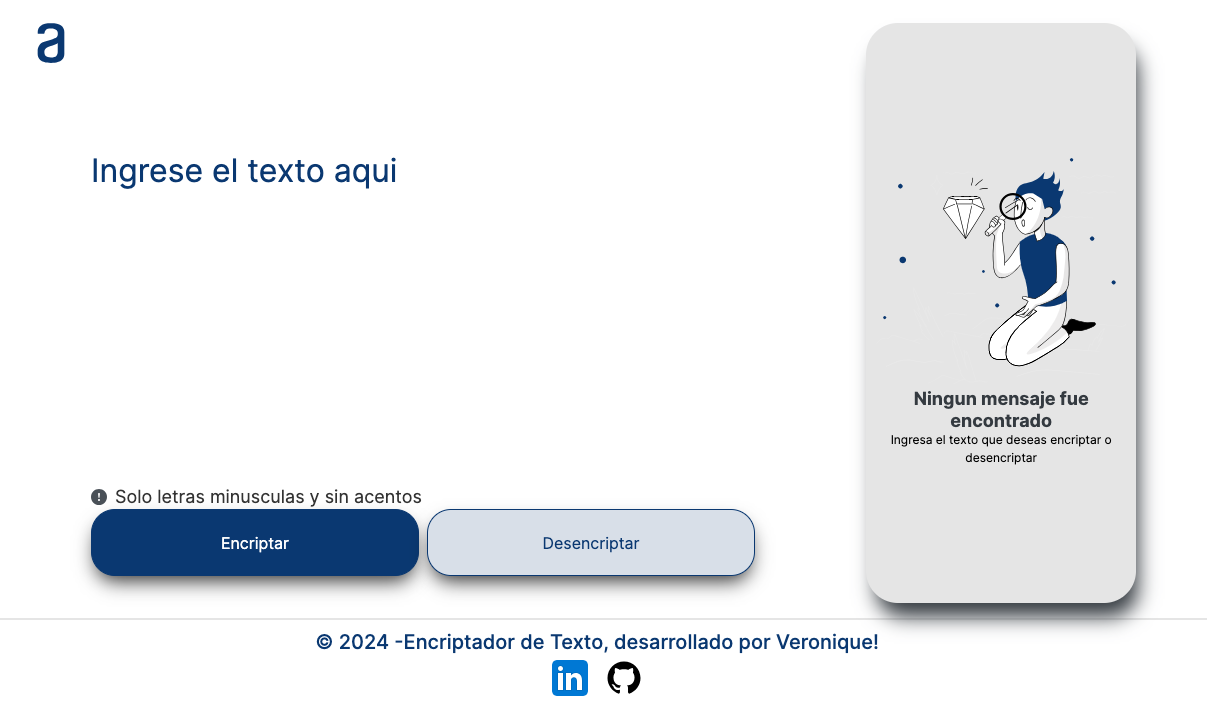 a
Ingrese el texto aqui
Ningun mensaje fue
encontrado
Ingresa el texto que deseas encriptar o
desencriptar
Solo letras minusculas y sin acentos
Encriptar
Desencriptar
© 2024 -Encriptador de Texto, desarrollado por Veronique!
in